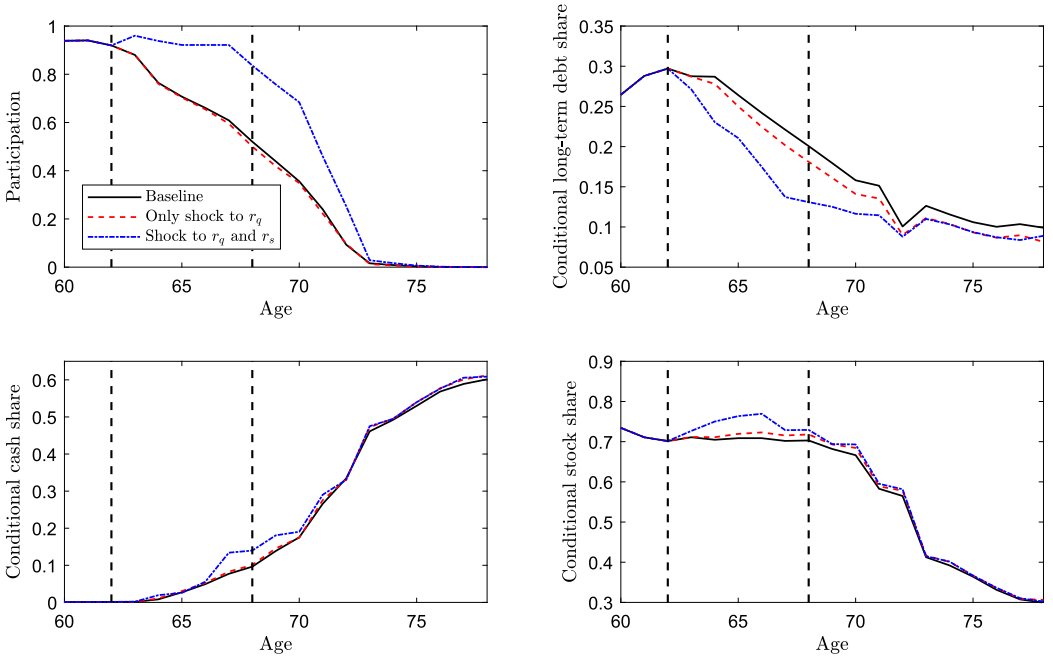 Participation
1
0.8
0.6
0.4
0.2
0
Baseline
Only shock to r_q
Shock to r_q and r_s
60 65 70 75
Age
Conditional long-term debt share
0.35
0.3
0.25
0.2
0.15
0.1
0.05
60 65 70 75
Age
Conditional cash share
0.6
0.5
0.4
0.3
0.2
0.1
0
60 65 70 75
Age
Conditional stock share
0.9
0.8
0.7
0.6
0.5
0.4
0.3
60 65 70 75
Age